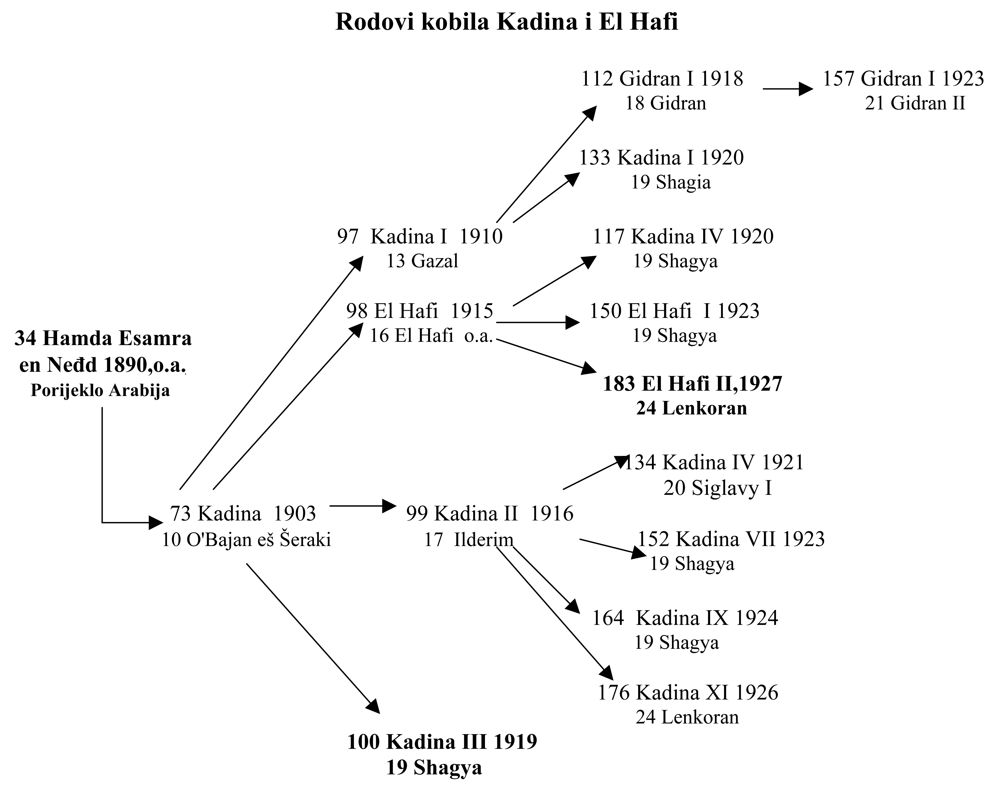 Rodovi kobila Kadina i El Hafi
112 Gidran I 1918
18 Gidran
157 Gidran I 1923
21 Gidran II
133 Kadina I 1920
19 Shagia
97 Kadina I 1910
13 Gazal
117 Kadina IV 1920
19 Shagya
98 El Hafi 1915
16 El Hafi o.a.
150 El Hafi I 1923
19 Shagya
34 Hamda Esamra
en Neđd 1890,o.a.
Porijeklo Arabija
183 El Hafi II,1927
24 Lenkoran
134 Kadina IV 1921
20 Siglavy I
73 Kadina 1903
10 O'Bajan eš Šeraki
99 Kadina II 1916
17 Ilderim
152 Kadina VII 1923
19 Shagya
164 Kadina IX 1924
19 Shagya
176 Kadina XI 1926
24 Lenkoran
100 Kadina III 1919
19 Shagya